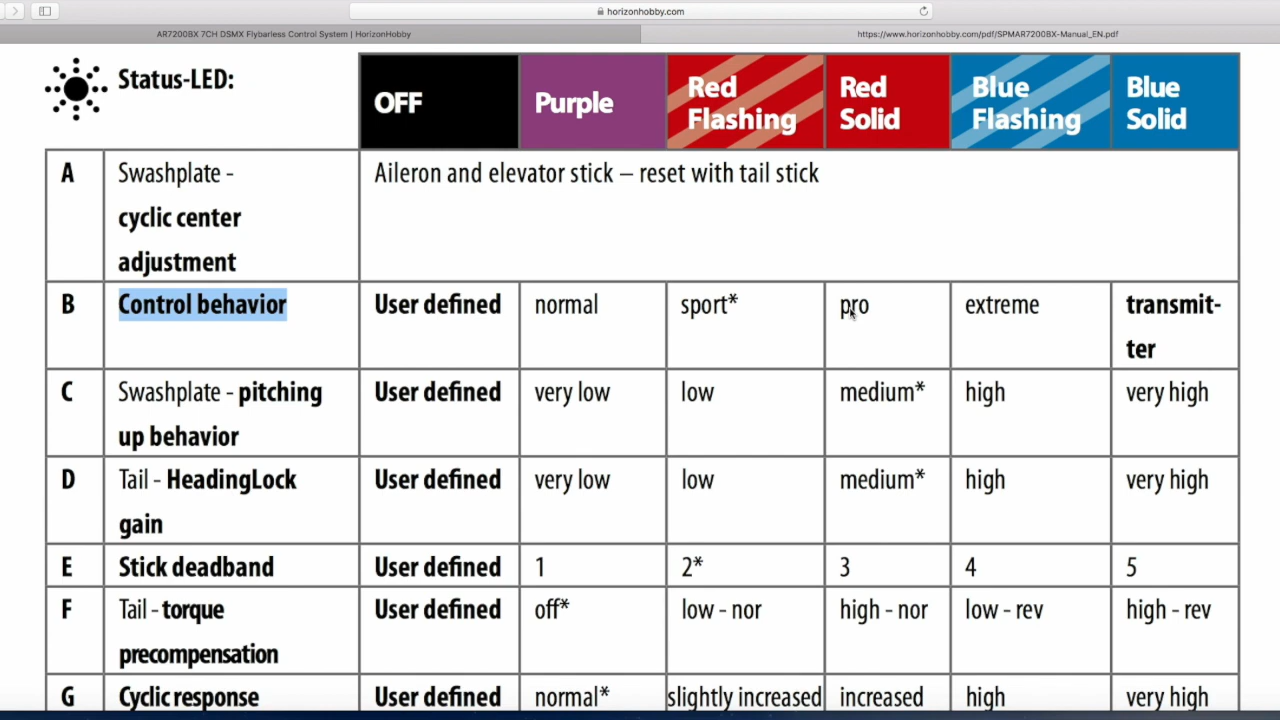 horizonhobby.com
AR7200BX 7CH DSMX Flybarless Control System | HorizonHobby
https://www.horizonhobby.com/pdf/SPMAR7200BX-Manual_EN.pdf
Status-LED:
OFF
Purple
Red
Flashing
Red
Solid
Blue
Flashing
Blue
Solid
A
Swashplate -
cyclic center
adjustment
Aileron and elevator stick – reset with tail stick
B
Control behavior
User defined
normal
sport*
pro
extreme
transmit-
ter
C
Swashplate - pitching
up behavior
User defined
very low
low
medium*
high
very high
D
Tail - HeadingLock
gain
User defined
very low
low
medium*
high
very high
E
Stick deadband
User defined
1
2*
3
4
5
F
Tail - torque
precompensation
User defined
off*
low - nor
high - nor
low - rev
high - rev
G
Cyclic response
User defined
normal*
slightly increased
increased
high
very high